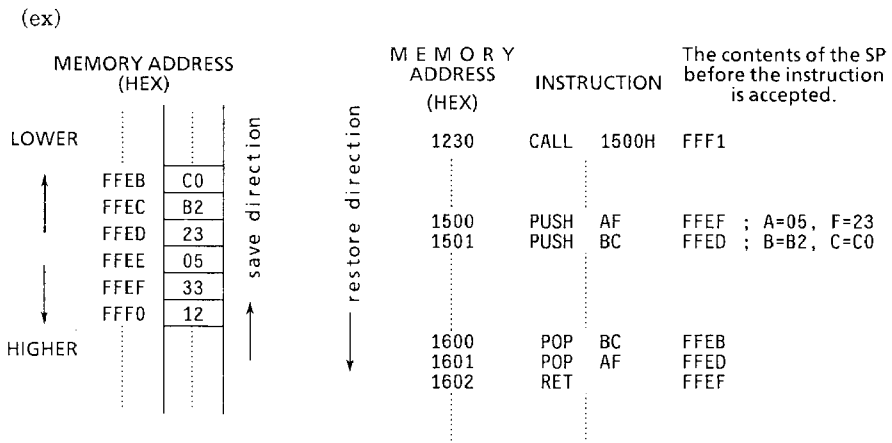 (ex)
MEMORY ADDRESS
(HEX)
LOWER
HIGHER
FFEB C0
FFEC B2
FFED 23
FFEE 05
FFEF 33
FFF0 12
save direction
restore direction
MEMORY ADDRESS (HEX) INSTRUCTION The contents of the SP before the instruction is accepted.
1230 CALL 1500H FFF1
1500 PUSH AF FFEF ; A=05, F=23
1501 PUSH BC FFED ; B=B2, C=C0
1600 POP BC FFEB
1601 POP AF FFED
1602 RET FFEF